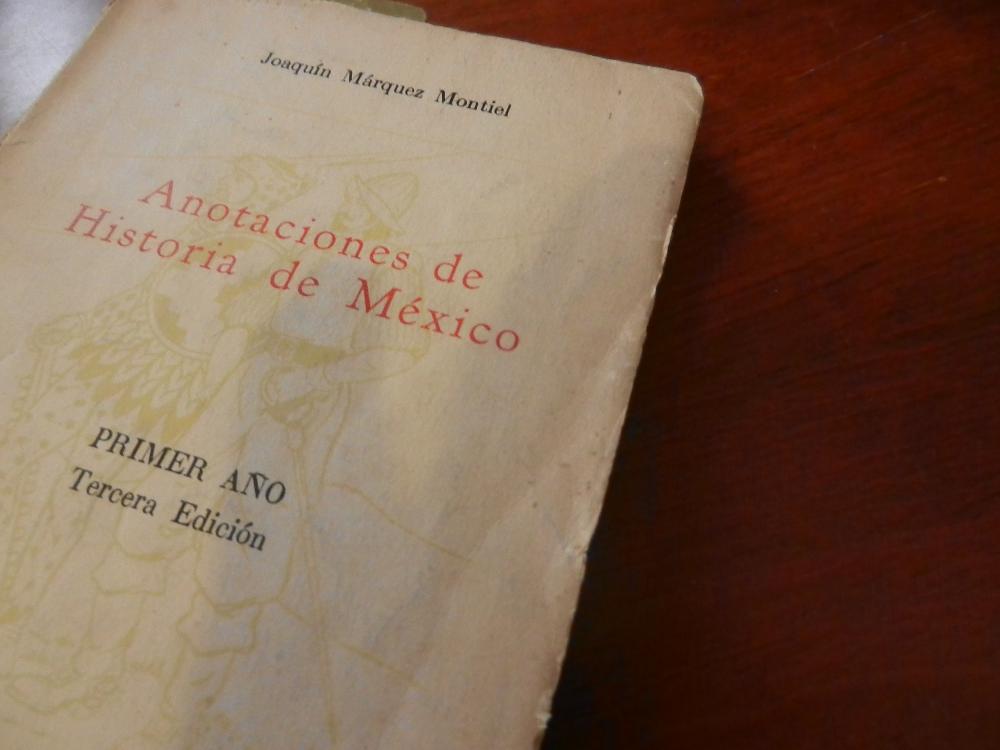 Joaquín Márquez Montiel
Anotaciones de
Historia de México
PRIMER AÑO
Tercera Edición